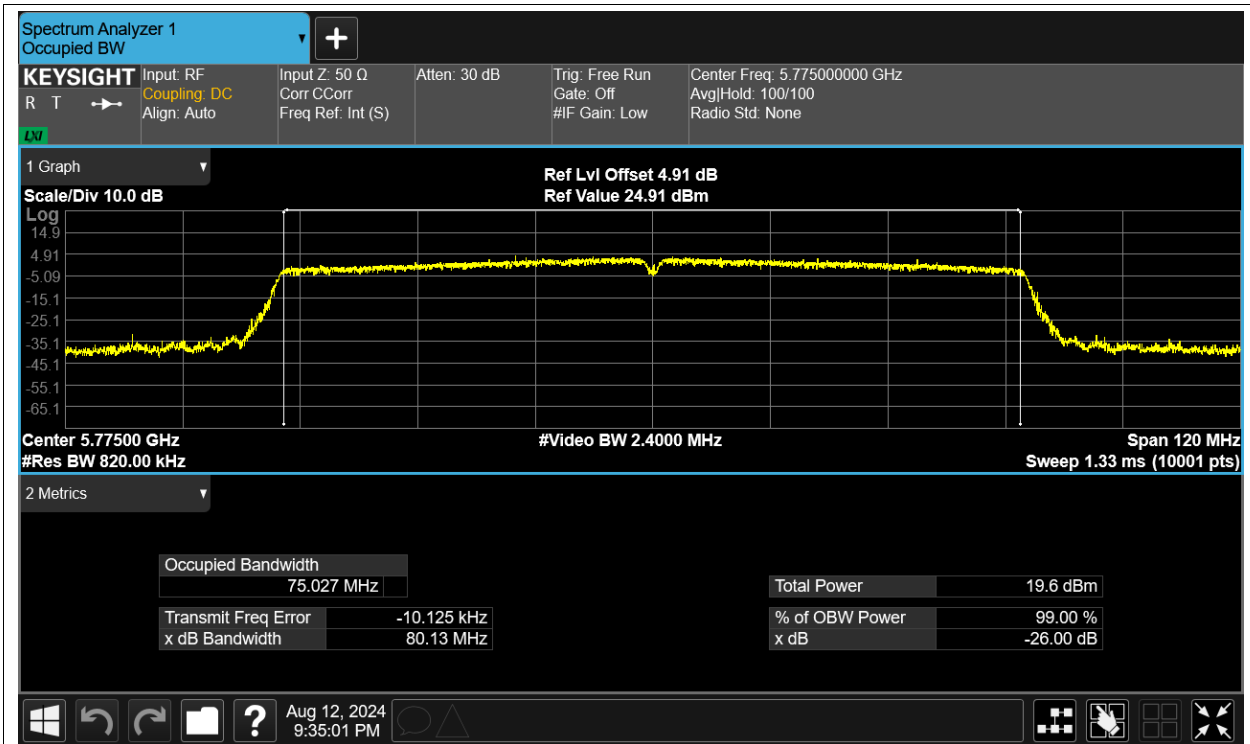 Spectrum Analyzer 1
Occupied BW
KEYSIGHT
R T
LXI
Input: RF
Coupling: DC
Align: Auto
Input Z: 50 Ω
Corr CCorr
Freq Ref: Int (S)
Atten: 30 dB
Trig: Free Run
Gate: Off
#IF Gain: Low
Center Freq: 5.775000000 GHz
Avg|Hold: 100/100
Radio Std: None
1 Graph
Scale/Div 10.0 dB
Ref Lvl Offset 4.91 dB
Ref Value 24.91 dBm
Log
14.9
4.91
-5.09
-15.1
-25.1
-35.1
-45.1
-55.1
-65.1
Center 5.77500 GHz
#Video BW 2.4000 MHz
Span 120 MHz
#Res BW 820.00 kHz
Sweep 1.33 ms (10001 pts)
2 Metrics
Occupied Bandwidth
75.027 MHz
Transmit Freq Error -10.125 kHz
x dB Bandwidth 80.13 MHz
Total Power 19.6 dBm
% of OBW Power 99.00 %
x dB -26.00 dB
?
Aug 12, 2024
9:35:01 PM